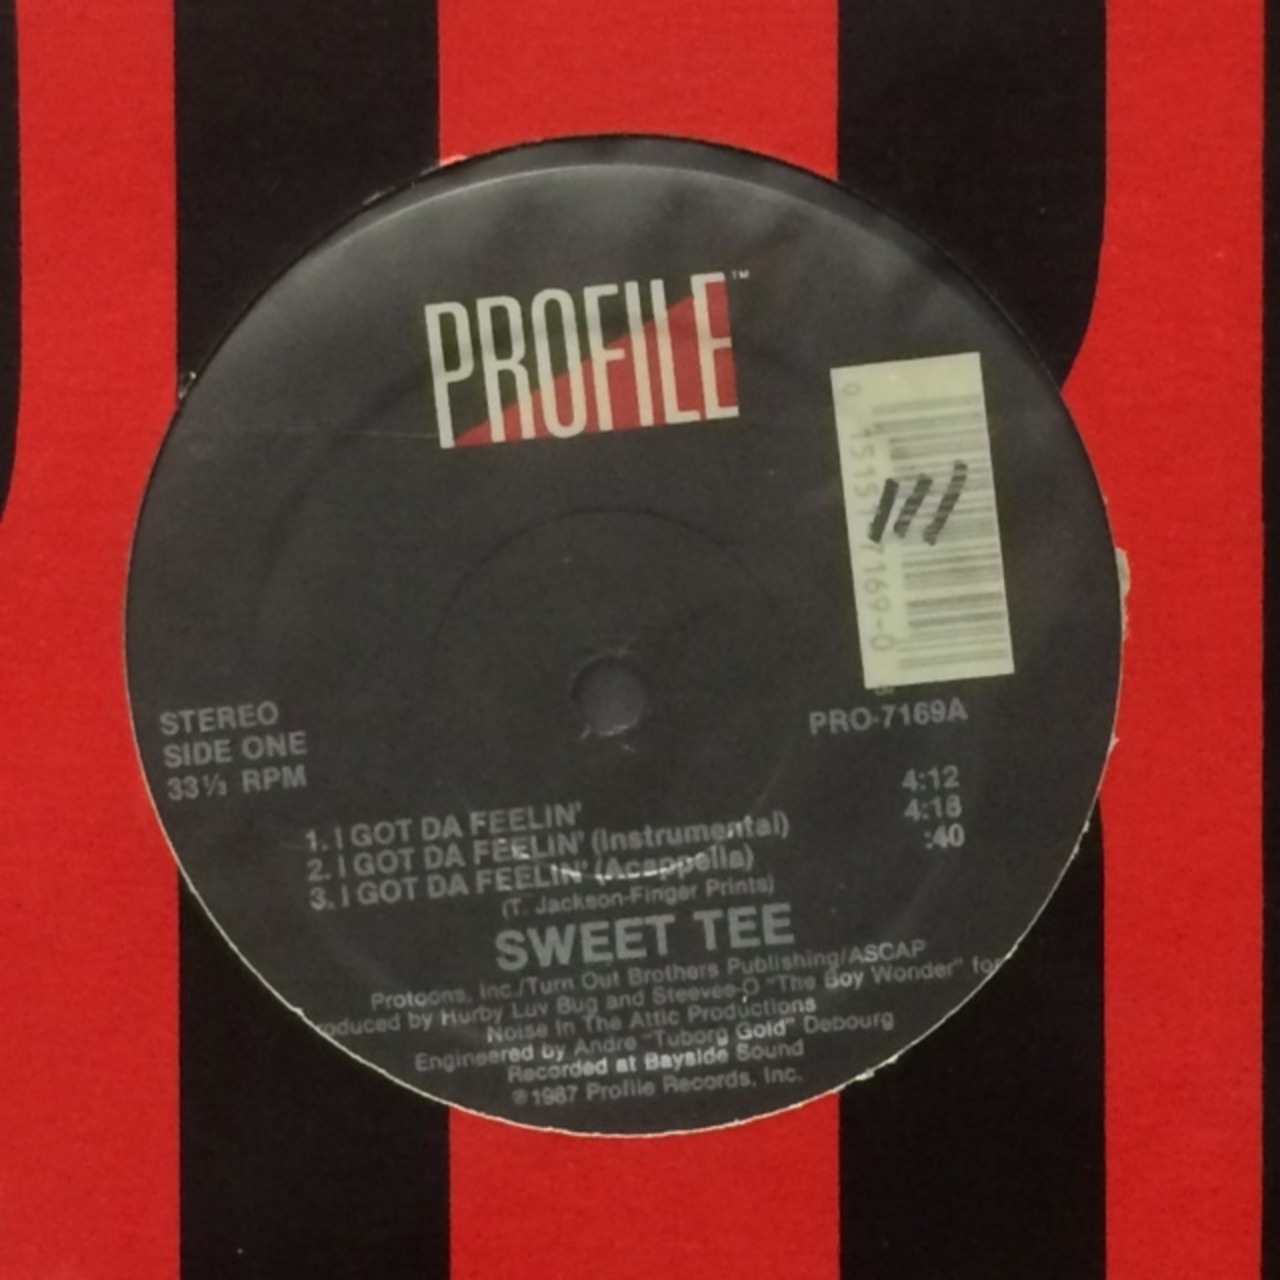 PROFILE™
0 15151-7169-0
STEREO
SIDE ONE
33⅓ RPM
PRO-7169A
1. I GOT DA FEELIN' 4:12
2. I GOT DA FEELIN' (Instrumental) 4:18
3. I GOT DA FEELIN' (Acappella) :40
(T. Jackson-Finger Prints)
SWEET TEE
Protoons, Inc./Turn Out Brothers Publishing/ASCAP
oduced by Hurby Luv Bug and Steevee-O "The Boy Wonder" for
Noise In The Attic Productions
Engineered by Andre "Tuborg Gold" Debourg
Recorded at Bayside Sound
℗1987 Profile Records, Inc.